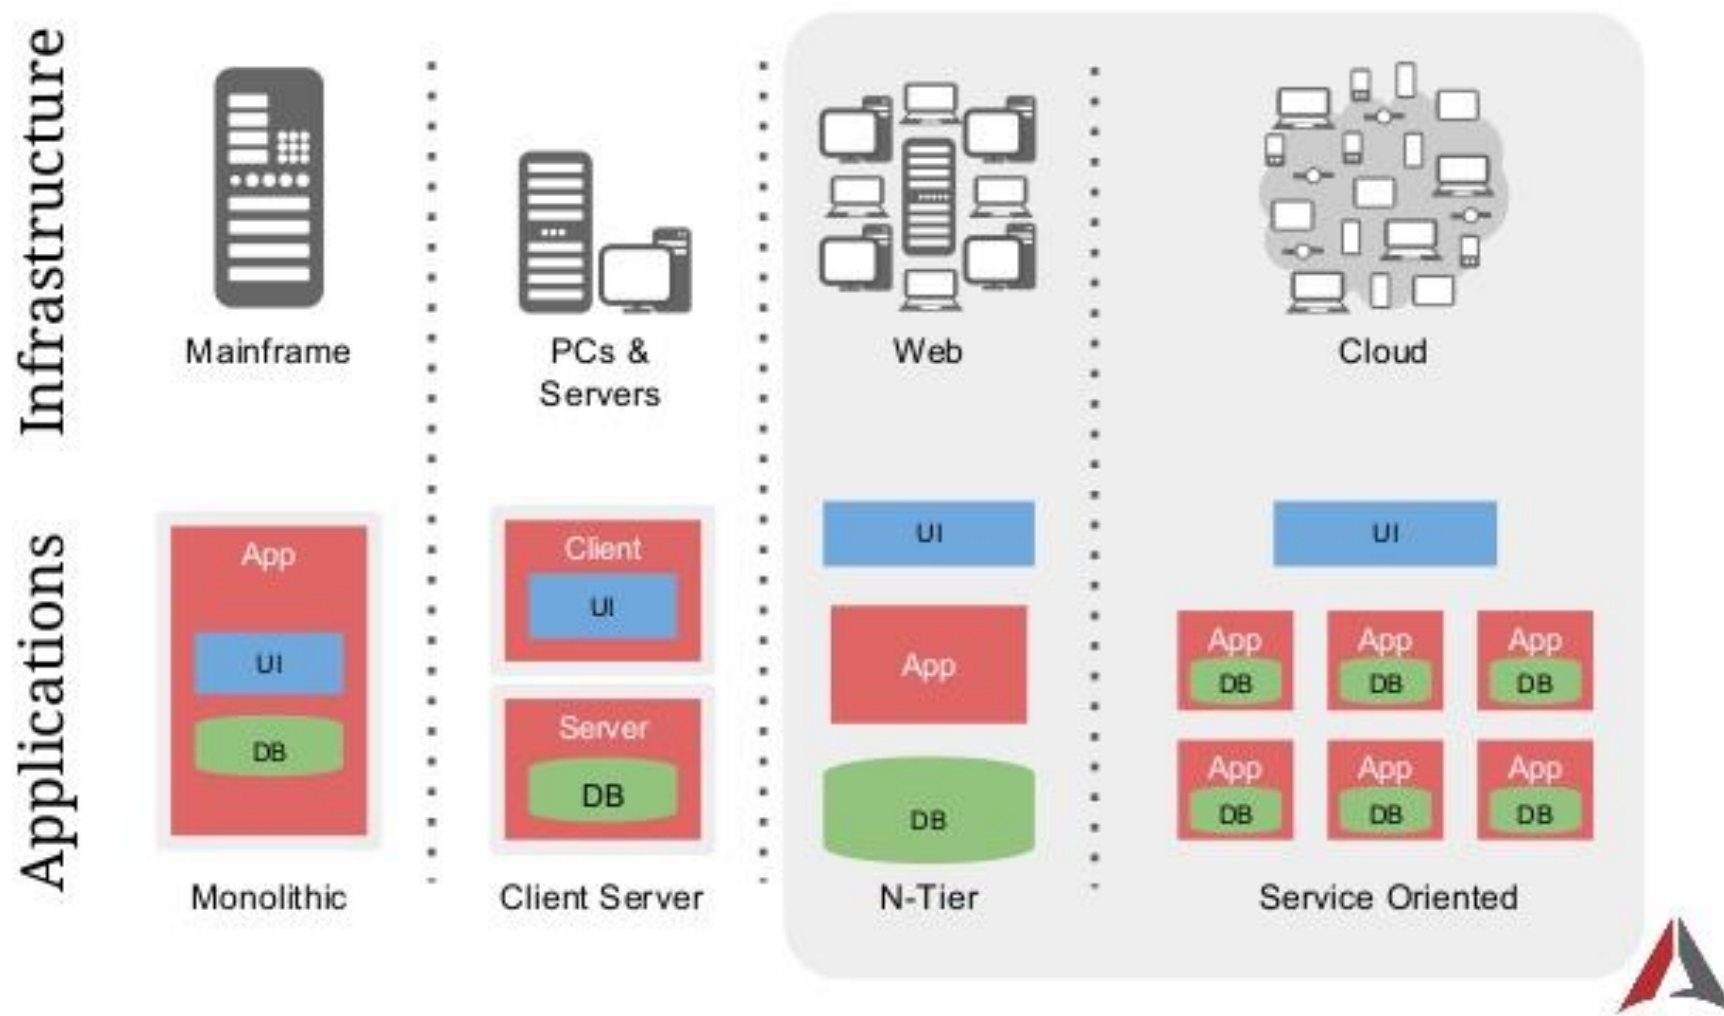 Infrastructure
Mainframe
PCs &
Servers
Web
Cloud
Applications
App
UI
DB
Monolithic
Client
UI
Server
DB
Client Server
UI
App
DB
N-Tier
UI
App
DB
App
DB
App
DB
App
DB
App
DB
App
DB
Service Oriented